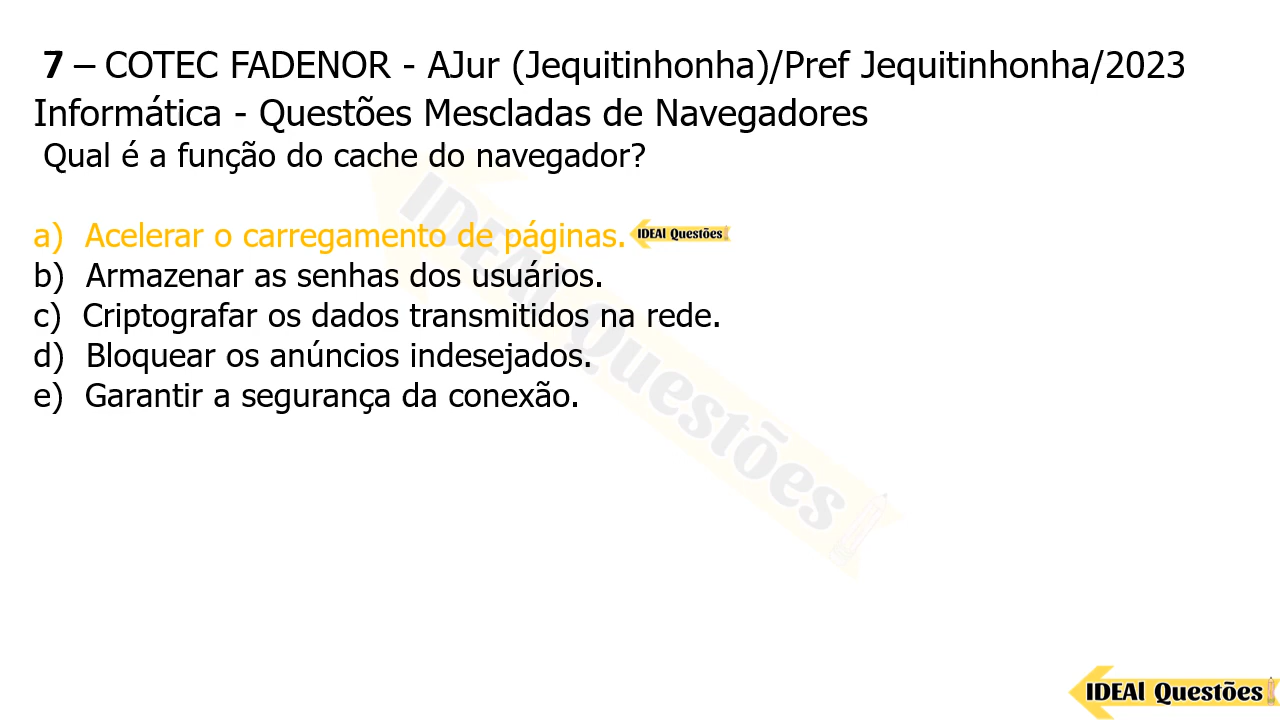 7 – COTEC FADENOR - AJur (Jequitinhonha)/Pref Jequitinhonha/2023
Informática - Questões Mescladas de Navegadores
Qual é a função do cache do navegador?
a) Acelerar o carregamento de páginas.
IDEAl Questões
b) Armazenar as senhas dos usuários.
c) Criptografar os dados transmitidos na rede.
d) Bloquear os anúncios indesejados.
e) Garantir a segurança da conexão.
IDEAl Questões
IDEAl Questões